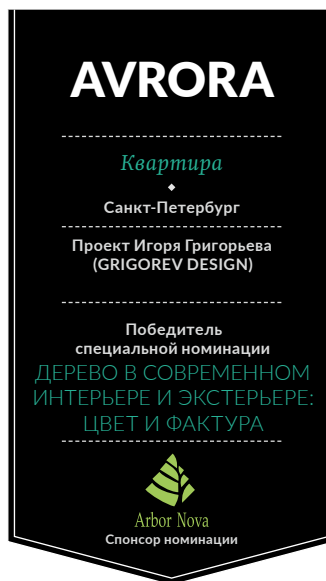 AVRORA
Квартира
Санкт-Петербург
Проект Игоря Григорьева
(GRIGOREV DESIGN)
Победитель
специальной номинации
ДЕРЕВО В СОВРЕМЕННОМ
ИНТЕРЬЕРЕ И ЭКСТЕРЬЕРЕ:
ЦВЕТ И ФАКТУРА
Arbor Nova
Спонсор номинации